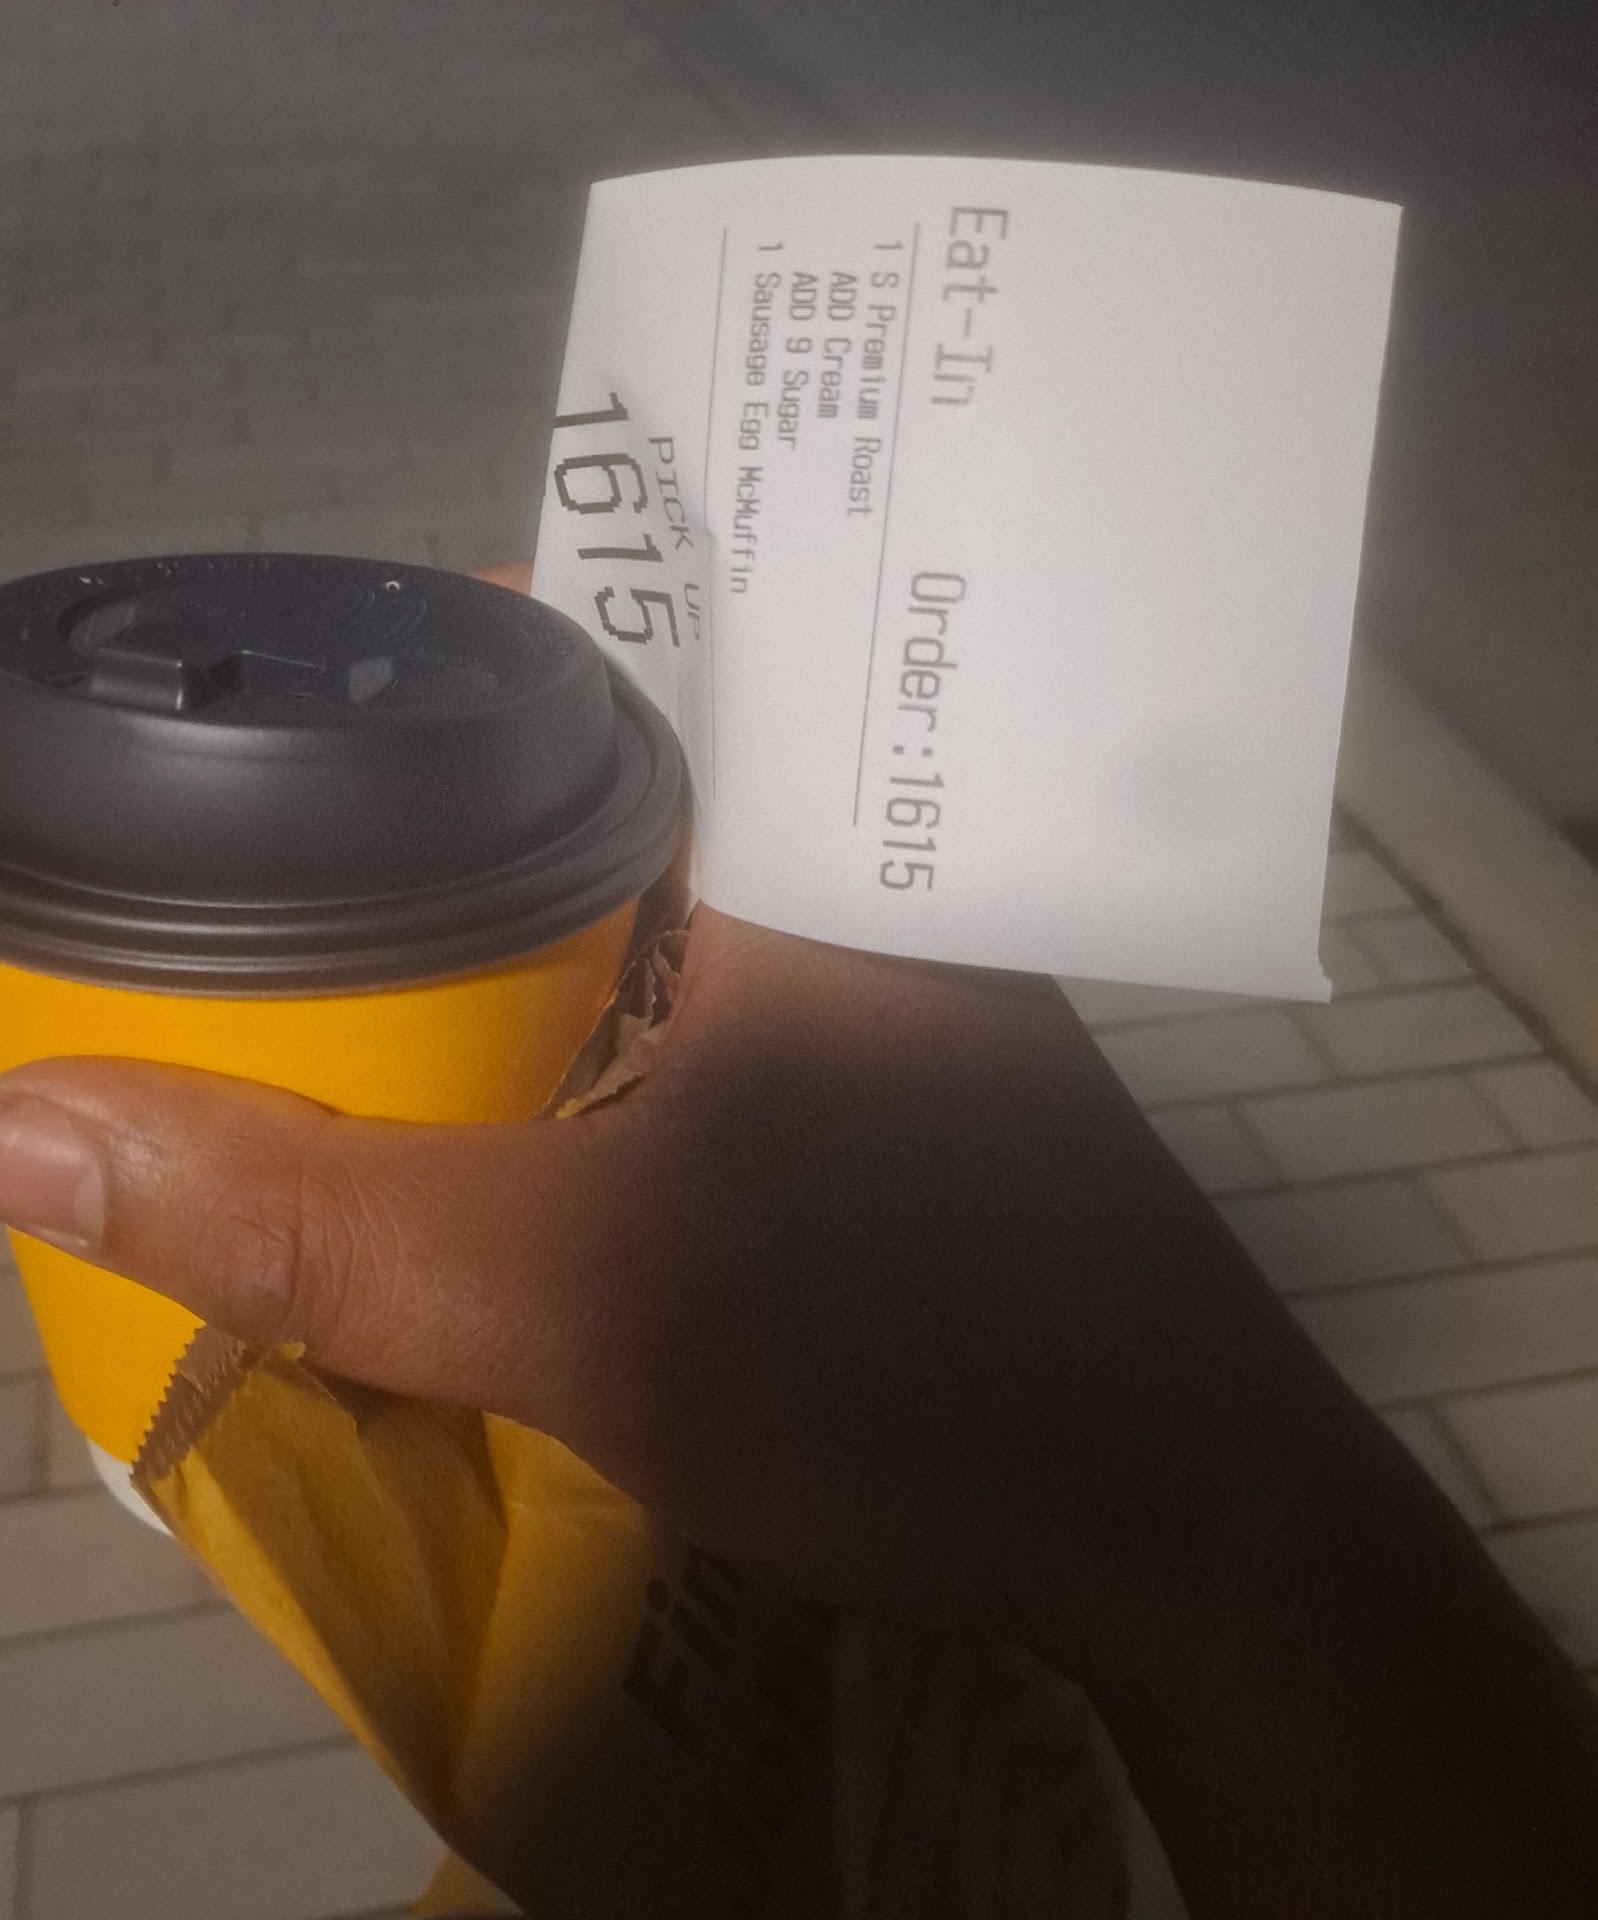 Eat-In Order:1615
1 S Premium Roast
ADD Cream
ADD 9 Sugar
1 Sausage Egg McMuffin
PICK UP
1615